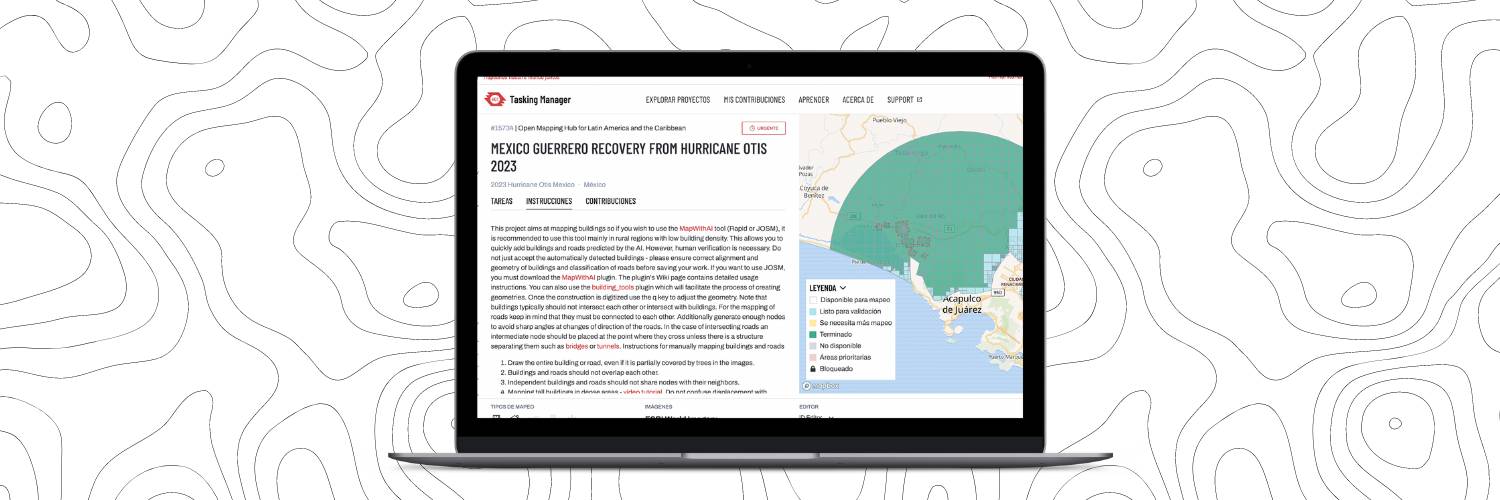 Tasking Manager
EXPLORAR PROYECTOS
MIS CONTRIBUCIONES
APRENDER
ACERCA DE
SUPPORT
#15734 | Open Mapping Hub for Latin America and the Caribbean
URGENTE
MEXICO GUERRERO RECOVERY FROM HURRICANE OTIS
2023
2023 Hurricane Otis Mexico · México
TAREAS
INSTRUCCIONES
CONTRIBUCIONES
This project aims at mapping buildings so if you wish to use the MapWithAi tool (Rapid or JOSM), it
is recommended to use this tool mainly in rural regions with low building density. This allows you to
quickly add buildings and roads predicted by the AI. However, human verification is necessary. Do
not just accept the automatically detected buildings - please ensure correct alignment and
geometry of buildings and classification of roads before saving your work. If you want to use JOSM,
you must download the MapWithAi plugin. The plugin's Wiki page contains detailed usage
instructions. You can also use the building_tools plugin which will facilitate the process of creating
geometries. Once the construction is digitized use the q key to adjust the geometry. Note that
buildings typically should not intersect each other or intersect with buildings. For the mapping of
roads keep in mind that they must be connected to each other. Additionally generate enough nodes
to avoid sharp angles at changes of direction of the roads. In the case of intersecting roads an
intermediate node should be placed at the point where they cross unless there is a structure
separating them such as bridges or tunnels. Instructions for manually mapping buildings and roads
1. Draw the entire building or road, even if it is partially covered by trees in the images.
2. Buildings and roads should not overlap each other.
3. Independent buildings and roads should not share nodes with their neighbors.
4. Mapping tall buildings in dense areas - video tutorial. Do not confuse displacement with
TIPOS DE MAPEO
IMÁGENES
EDITOR
ESRI World Imagery
iD Editor
Pueblo Viejo
Coyuca de
Benítez
Acapulco
de Juárez
LEYENDA
Disponible para mapeo
Listo para validación
Se necesita más mapeo
Terminado
No disponible
Áreas prioritarias
Bloqueado
mapbox